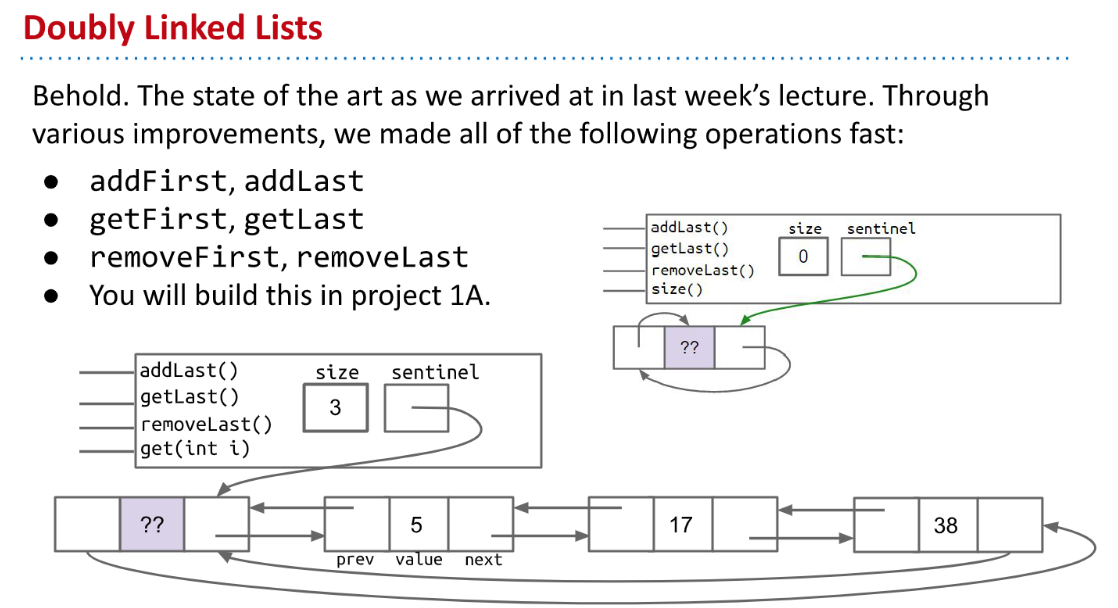 Doubly Linked Lists
Behold. The state of the art as we arrived at in last week’s lecture. Through
various improvements, we made all of the following operations fast:
● addFirst, addLast
● getFirst, getLast
● removeFirst, removeLast
● You will build this in project 1A.
addLast()
getLast()
removeLast()
size()
size sentinel
0
??
addLast()
getLast()
removeLast()
get(int i)
size sentinel
3
?? 5 17 38
prev value next